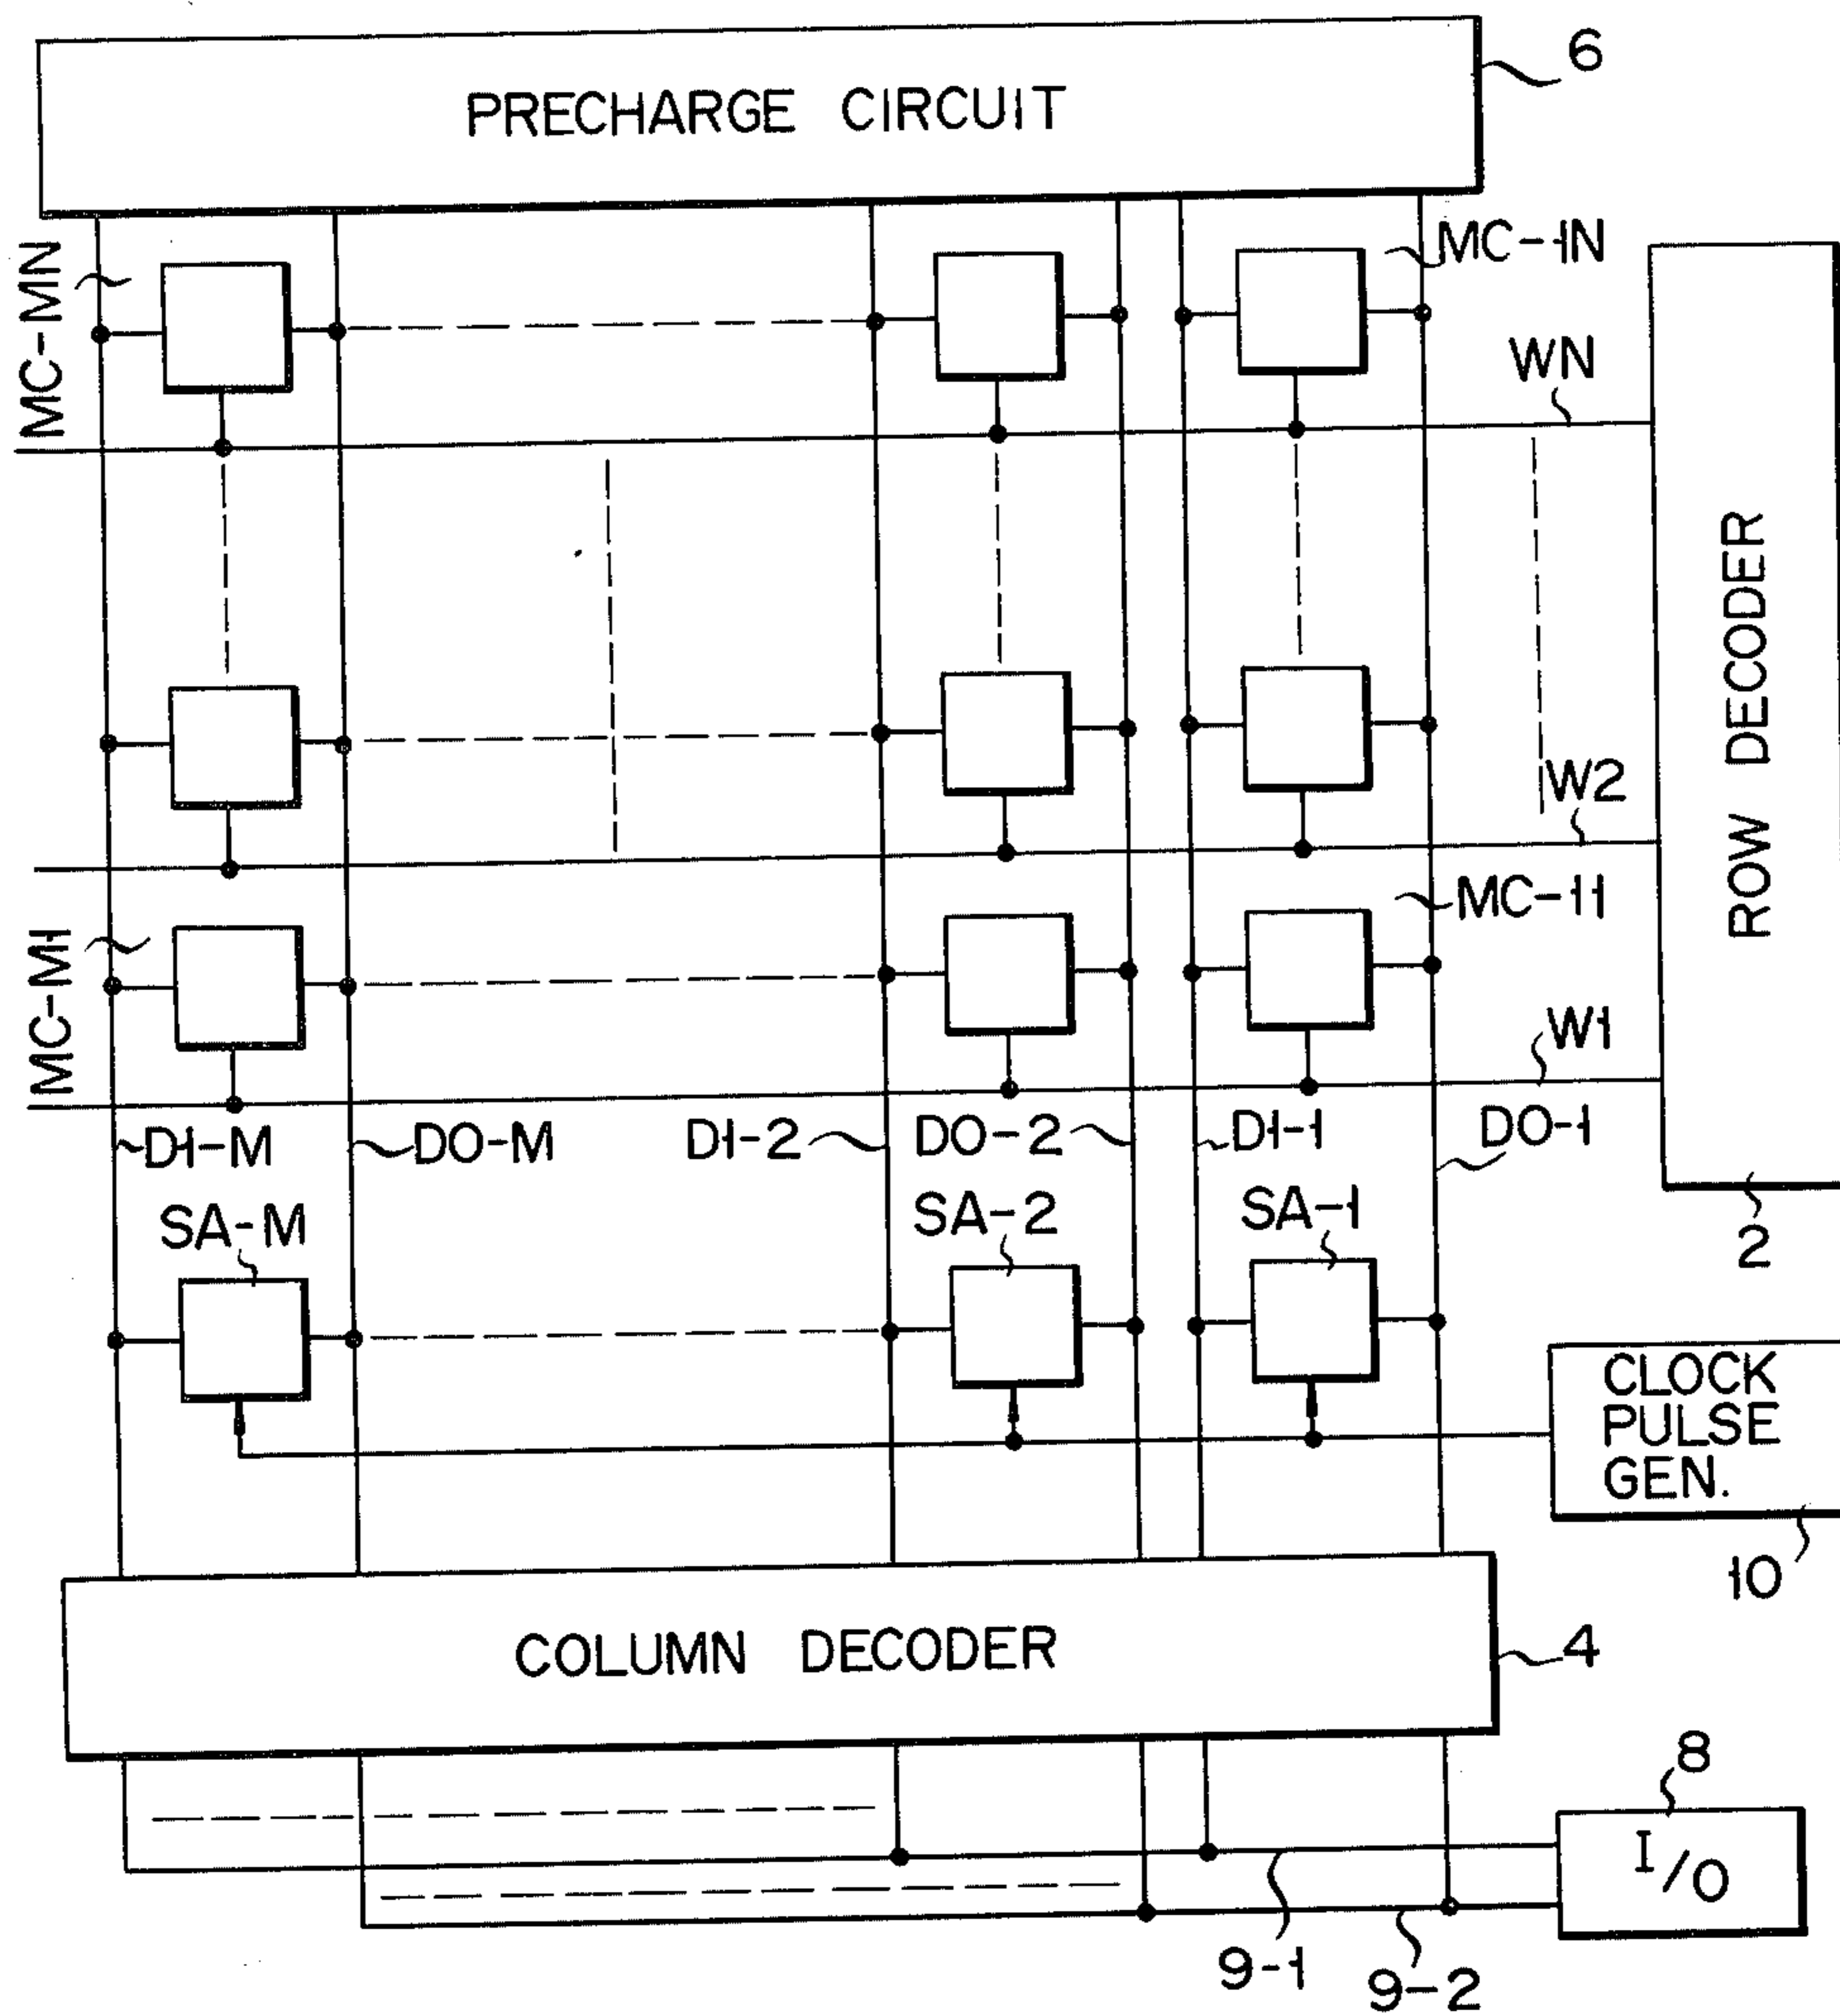 6
PRECHARGE CIRCUIT
MC-MN
MC-1N
WN
ROW DECODER
W2
MC-11
MC-M1
W1
D1-M
DO-M
D1-2
DO-2
D1-1
DO-1
SA-M
SA-2
SA-1
2
CLOCK
PULSE
GEN.
10
COLUMN DECODER
4
8
I/O
9-1
9-2